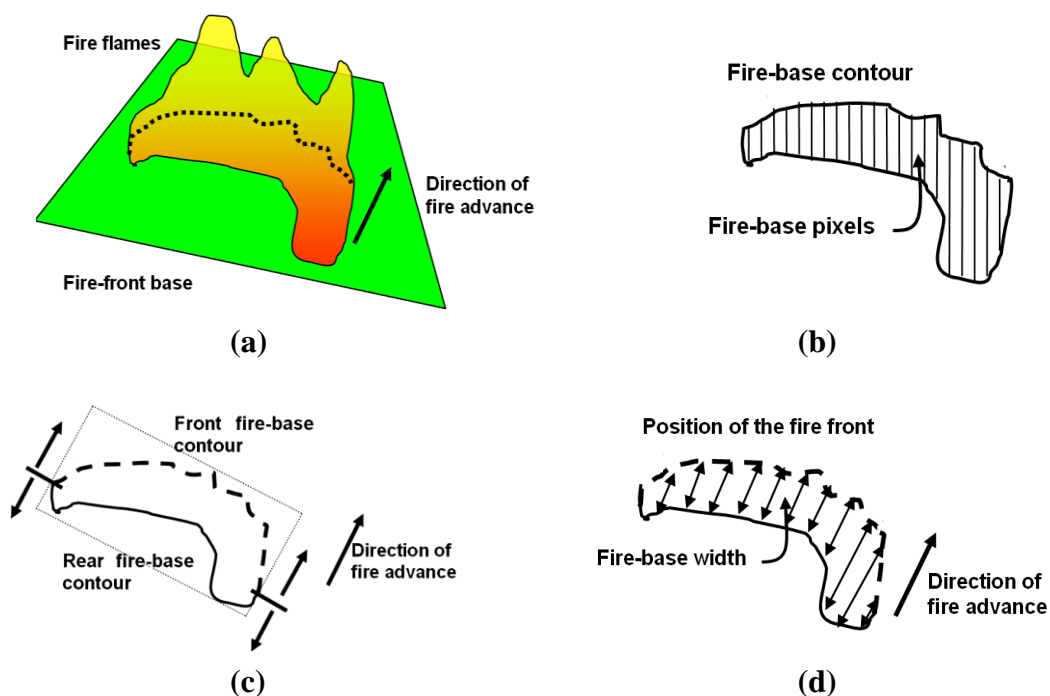 Fire flames
Direction of
fire advance
Fire-front base
(a)
Fire-base contour
Fire-base pixels
(b)
Front fire-base
contour
Rear fire-base
contour
Direction of
fire advance
(c)
Position of the fire front
Fire-base width
Direction of
fire advance
(d)